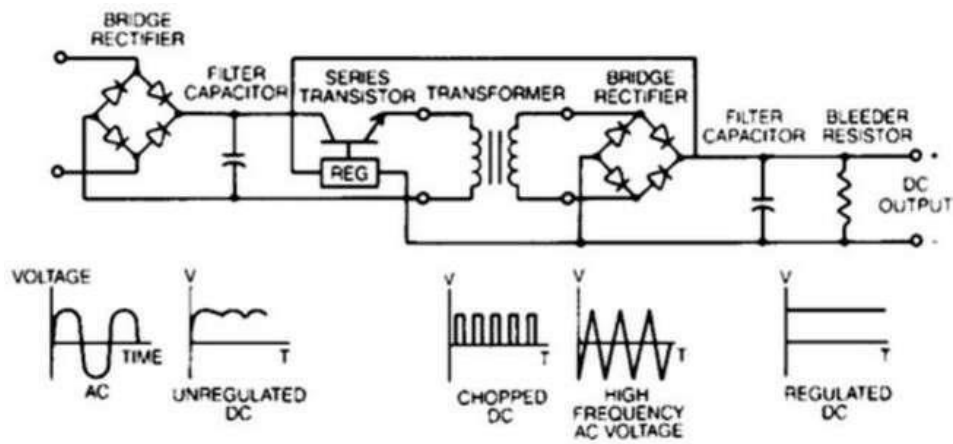 BRIDGE
RECTIFIER
FILTER
CAPACITOR
SERIES
TRANSISTOR
TRANSFORMER
BRIDGE
RECTIFIER
FILTER
CAPACITOR
BLEEDER
RESISTOR
REG
+
DC
OUTPUT
-
VOLTAGE
TIME
AC
V
T
UNREGULATED
DC
V
T
CHOPPED
DC
V
T
HIGH
FREQUENCY
AC VOLTAGE
V
T
REGULATED
DC